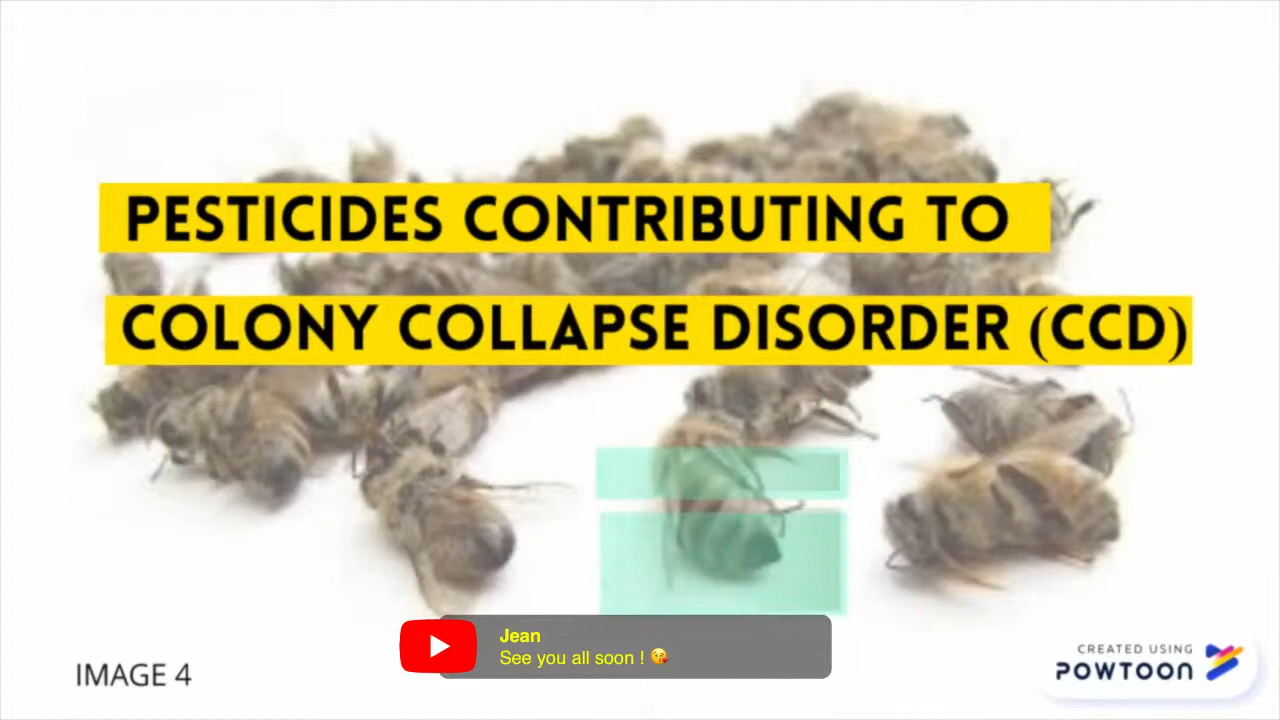 PESTICIDES CONTRIBUTING TO
COLONY COLLAPSE DISORDER (CCD)
Jean
See you all soon ! 😘
IMAGE 4
CREATED USING
POWTOON